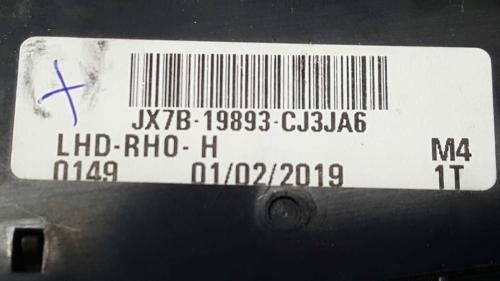 JX7B-19893-CJ3JA6
LHD-RHO- H M4
0149 01/02/2019 1T